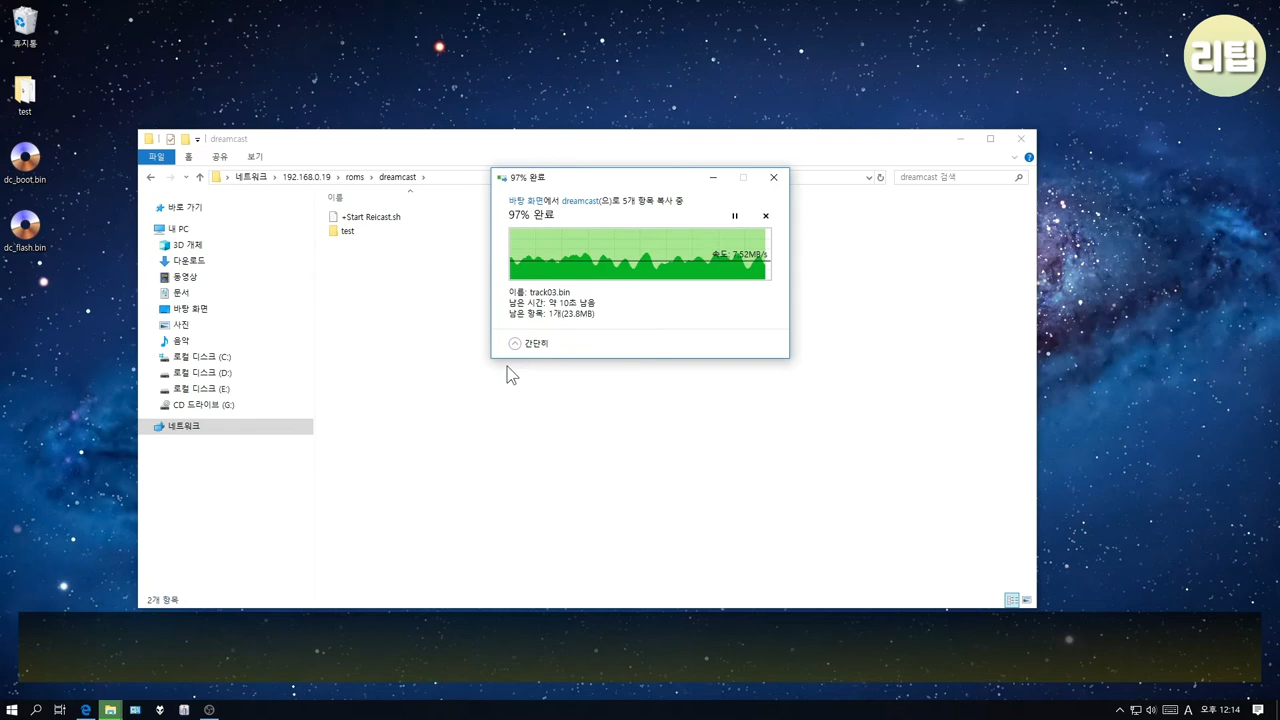 휴지통
test
dc_boot.bin
dc_flash.bin
리팁
dreamcast
파일 홈 공유 보기
네트워크 > 192.168.0.19 > roms > dreamcast >
dreamcast 검색
바로 가기
내 PC
3D 개체
다운로드
동영상
문서
바탕 화면
사진
음악
로컬 디스크 (C:)
로컬 디스크 (D:)
로컬 디스크 (E:)
CD 드라이브 (G:)
네트워크
이름
+Start Reicast.sh
test
97% 완료
바탕 화면에서 dreamcast(으)로 5개 항목 복사 중
97% 완료
속도: 7.52MB/s
이름: track03.bin
남은 시간: 약 10초 남음
남은 항목: 1개(23.8MB)
간단히
2개 항목
A 오후 12:14